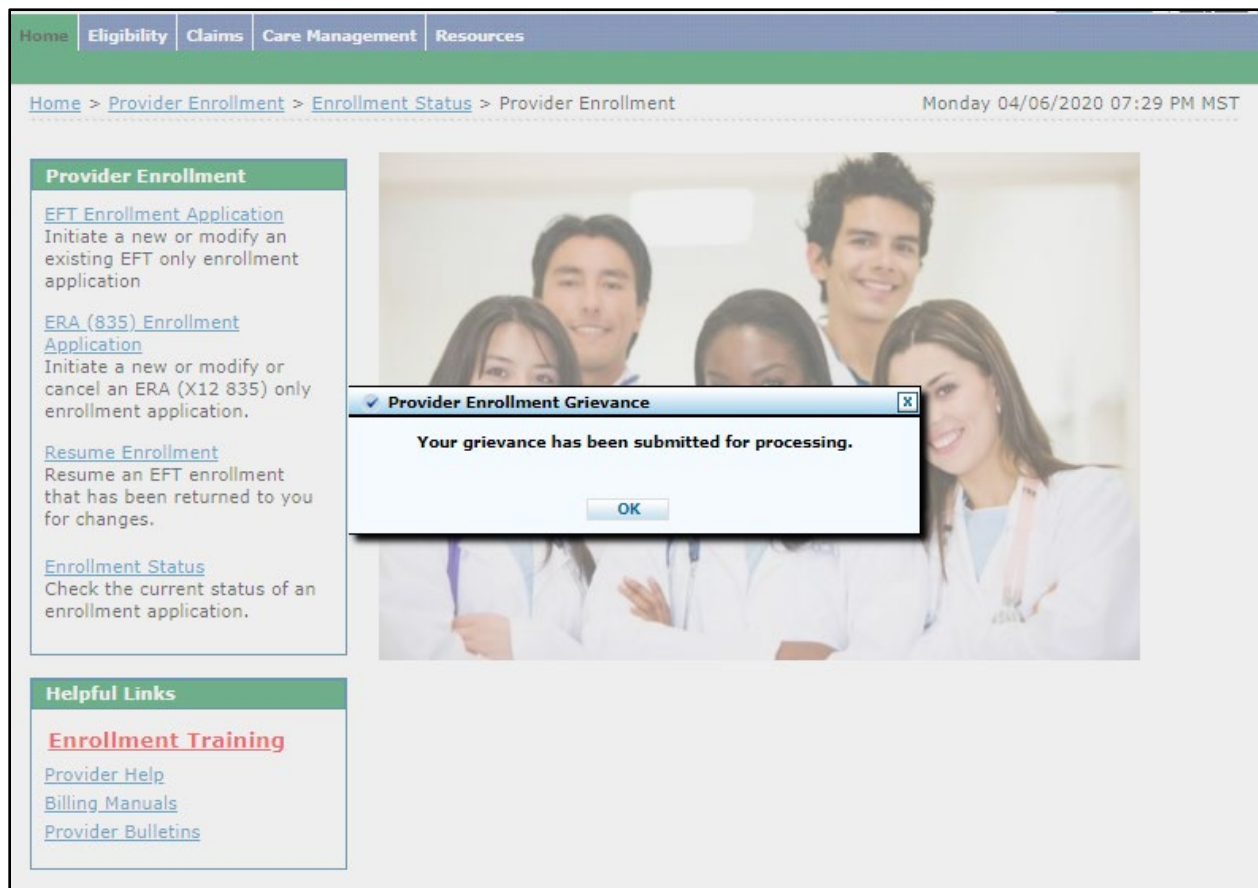 Home Eligibility Claims Care Management Resources
Home > Provider Enrollment > Enrollment Status > Provider Enrollment Monday 04/06/2020 07:29 PM MST
Provider Enrollment
EFT Enrollment Application
Initiate a new or modify an
existing EFT only enrollment
application
ERA (835) Enrollment
Application
Initiate a new or modify or
cancel an ERA (X12 835) only
enrollment application.
Resume Enrollment
Resume an EFT enrollment
that has been returned to you
for changes.
Enrollment Status
Check the current status of an
enrollment application.
Provider Enrollment Grievance X
Your grievance has been submitted for processing.
OK
Helpful Links
Enrollment Training
Provider Help
Billing Manuals
Provider Bulletins